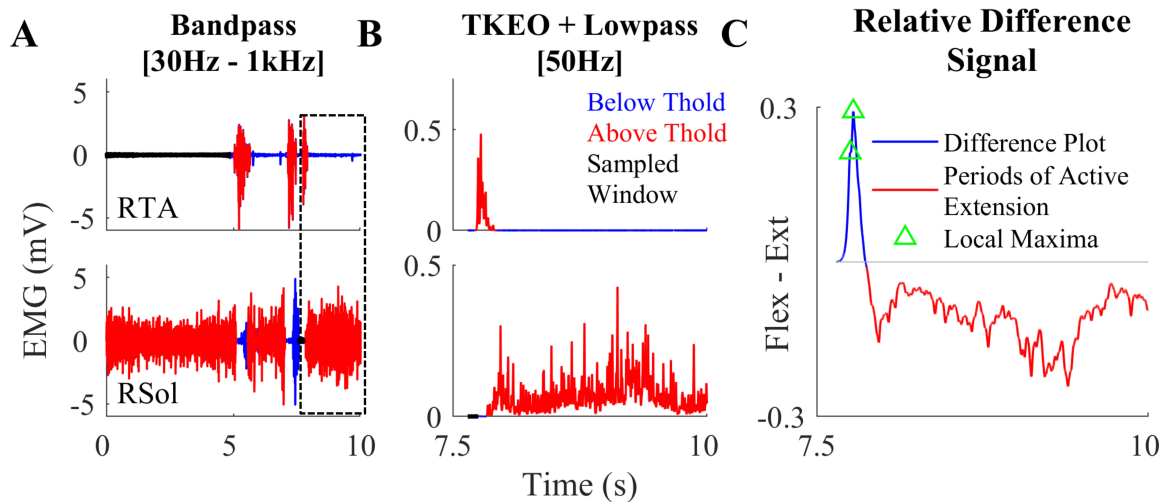 A
Bandpass
[30Hz - 1kHz]
EMG (mV)
5
0
-5
RTA
5
0
-5
RSol
0
5
10
B
TKEO + Lowpass
[50Hz]
0.5
0
Below Thold
Above Thold
Sampled
Window
0.5
0
7.5
10
Time (s)
C
Relative Difference
Signal
Flex - Ext
0.3
-0.3
Difference Plot
Periods of Active
Extension
Local Maxima
7.5
10